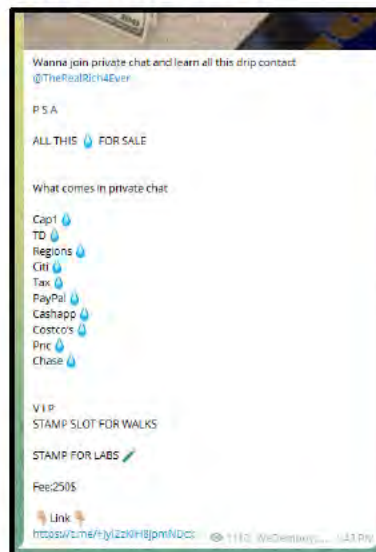 Wanna join private chat and learn all this drip contact
@TheRealRich4Ever
P S A
ALL THIS 💧 FOR SALE
What comes in private chat
Cap1 💧
TD 💧
Regions 💧
Citi 💧
Tax 💧
PayPal 💧
Cashapp 💧
Costco's 💧
Pnc 💧
Chase 💧
V I P
STAMP SLOT FOR WALKS
STAMP FOR LABS 🧪
Fee:250$
👇🏼 Link 👇🏼